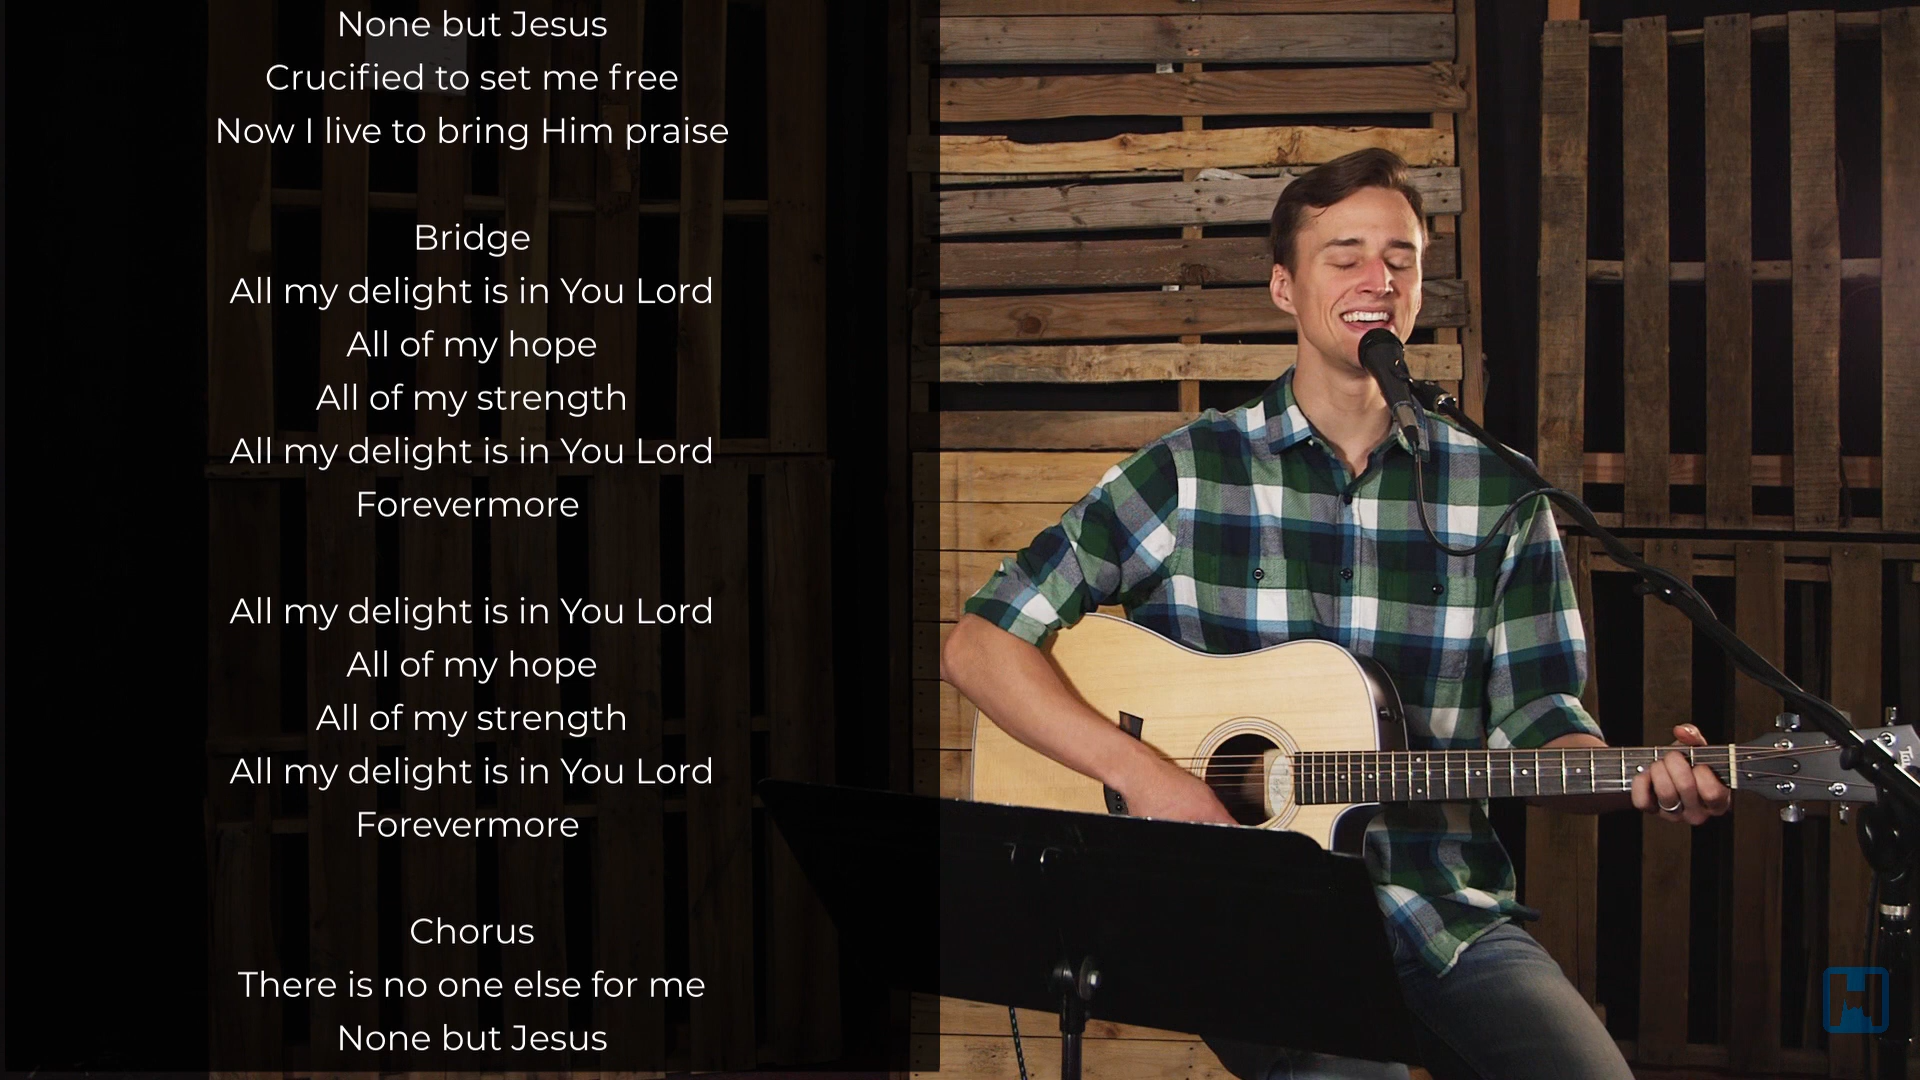 None but Jesus
Crucified to set me free
Now I live to bring Him praise
Bridge
All my delight is in You Lord
All of my hope
All of my strength
All my delight is in You Lord
Forevermore
All my delight is in You Lord
All of my hope
All of my strength
All my delight is in You Lord
Forevermore
Chorus
There is no one else for me
None but Jesus